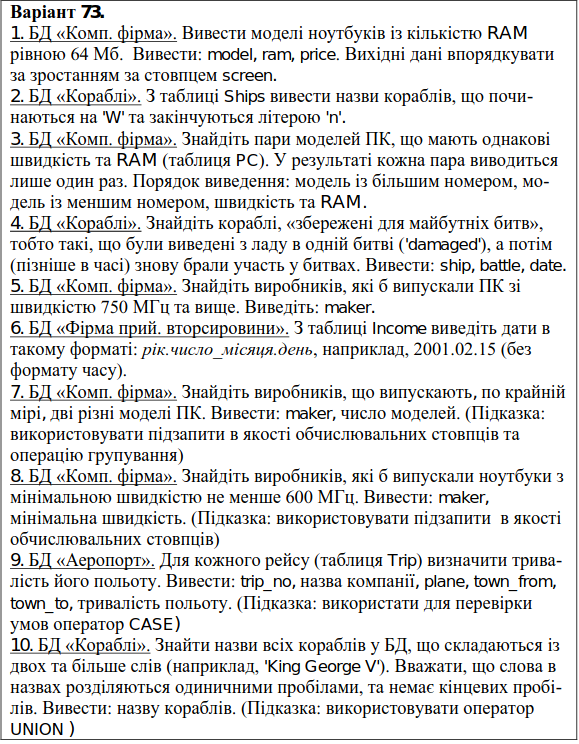 Варіант 73.
1. БД «Комп. фірма». Вивести моделі ноутбуків із кількістю RAM
рівною 64 Мб. Вивести: model, ram, price. Вихідні дані впорядкувати
за зростанням за стовпцем screen.
2. БД «Кораблі». З таблиці Ships вивести назви кораблів, що почи-
наються на 'W' та закінчуються літерою 'n'.
3. БД «Комп. фірма». Знайдіть пари моделей ПК, що мають однакові
швидкість та RAM (таблиця PC). У результаті кожна пара виводиться
лише один раз. Порядок виведення: модель із більшим номером, мо-
дель із меншим номером, швидкість та RAM.
4. БД «Кораблі». Знайдіть кораблі, «збережені для майбутніх битв»,
тобто такі, що були виведені з ладу в одній битві ('damaged'), а потім
(пізніше в часі) знову брали участь у битвах. Вивести: ship, battle, date.
5. БД «Комп. фірма». Знайдіть виробників, які б випускали ПК зі
швидкістю 750 МГц та вище. Виведіть: maker.
6. БД «Фірма прий. вторсировини». З таблиці Income виведіть дати в
такому форматі: рік.число_місяця.день, наприклад, 2001.02.15 (без
формату часу).
7. БД «Комп. фірма». Знайдіть виробників, що випускають, по крайній
мірі, дві різні моделі ПК. Вивести: maker, число моделей. (Підказка:
використовувати підзапити в якості обчислювальних стовпців та
операцію групування)
8. БД «Комп. фірма». Знайдіть виробників, які б випускали ноутбуки з
мінімальною швидкістю не менше 600 МГц. Вивести: maker,
мінімальна швидкість. (Підказка: використовувати підзапити  в якості
обчислювальних стовпців)
9. БД «Аеропорт». Для кожного рейсу (таблиця Trip) визначити трива-
лість його польоту. Вивести: trip_no, назва компанії, plane, town_from,
town_to, тривалість польоту. (Підказка: використати для перевірки
умов оператор CASE)
10. БД «Кораблі». Знайти назви всіх кораблів у БД, що складаються із
двох та більше слів (наприклад, 'King George V'). Вважати, що слова в
назвах розділяються одиничними пробілами, та немає кінцевих пробі-
лів. Вивести: назву кораблів. (Підказка: використовувати оператор
UNION )